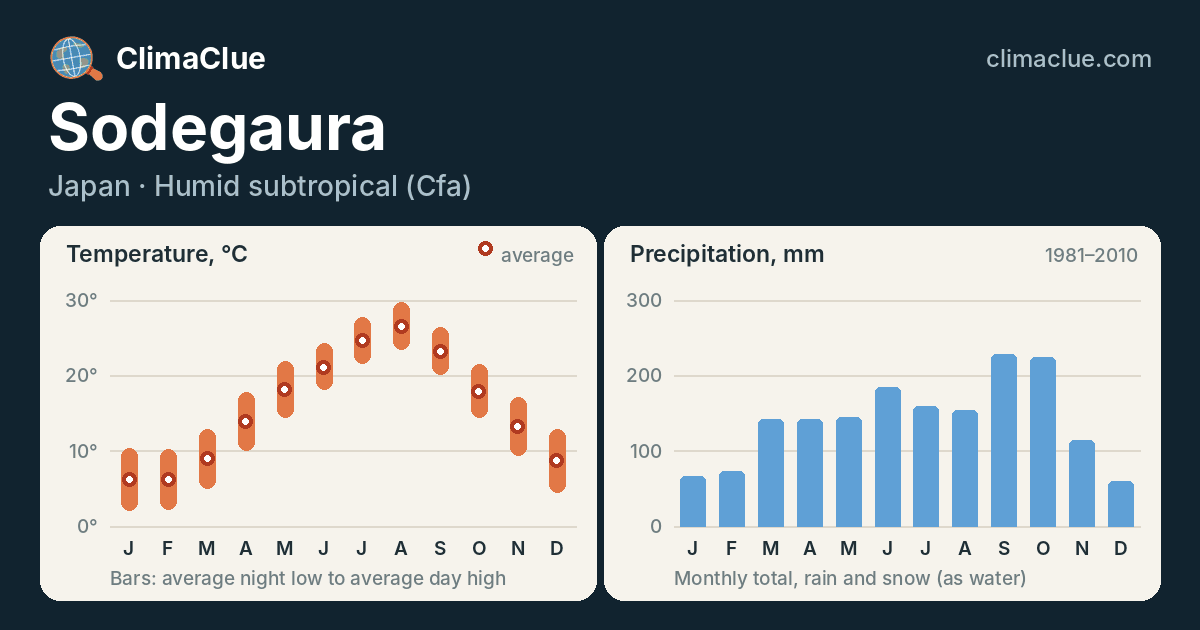 ClimaClue
climaclue.com
Sodegaura
Japan · Humid subtropical (Cfa)
Temperature, °C
average
30°
20°
10°
0°
J F M A M J J A S O N D
Bars: average night low to average day high
Precipitation, mm
1981–2010
300
200
100
0
J F M A M J J A S O N D
Monthly total, rain and snow (as water)